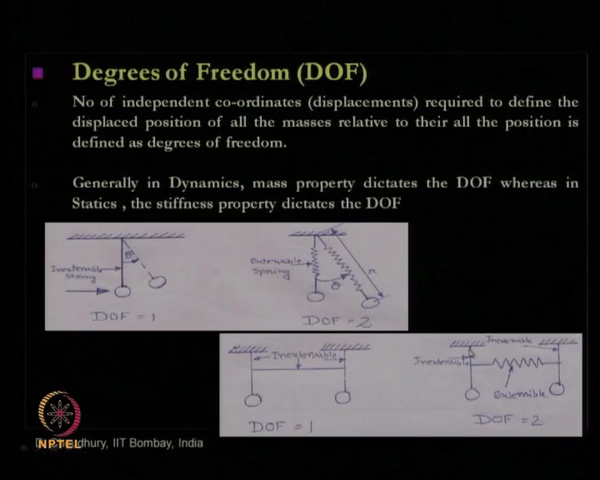 Degrees of Freedom (DOF)
No of independent co-ordinates (displacements) required to define the
displaced position of all the masses relative to their all the position is
defined as degrees of freedom.
Generally in Dynamics, mass property dictates the DOF whereas in
Statics , the stiffness property dictates the DOF
Inextensible
String
θ
DOF = 1
Extensible
Spring
θ
r
DOF = 2
Inextensible
DOF = 1
Inextensible
Inextensible
Extensible
DOF = 2
IIT Bombay, India
NPTEL